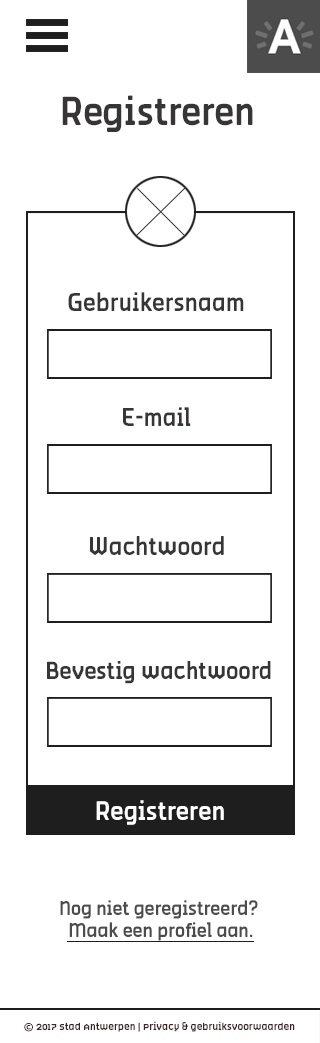 A
Registreren
Gebruikersnaam
E-mail
Wachtwoord
Bevestig wachtwoord
Registreren
Nog niet geregistreerd?
Maak een profiel aan.
© 2017 Stad Antwerpen | Privacy & gebruiksvoorwaarden